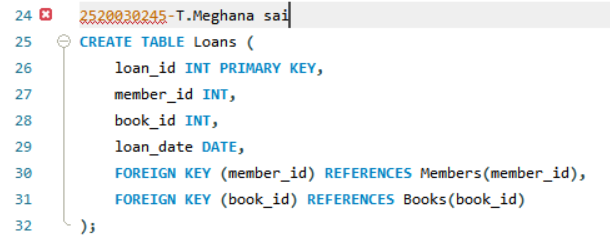 24 2520030245-T.Meghana sai
25 CREATE TABLE Loans (
26 loan_id INT PRIMARY KEY,
27 member_id INT,
28 book_id INT,
29 loan_date DATE,
30 FOREIGN KEY (member_id) REFERENCES Members(member_id),
31 FOREIGN KEY (book_id) REFERENCES Books(book_id)
32 );